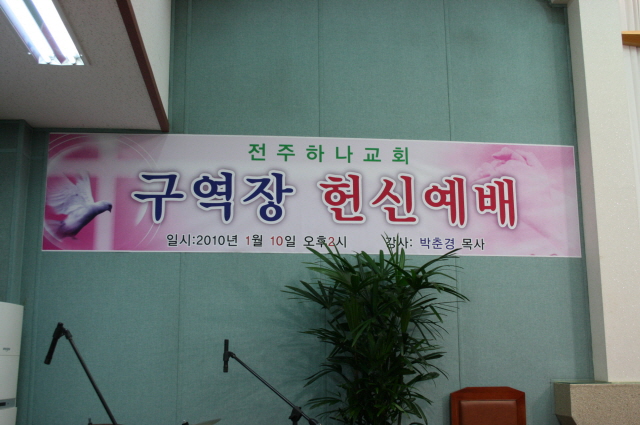 전주하나교회
구역장 헌신예배
일시:2010년 1월 10일 오후2시 강사: 박춘경 목사